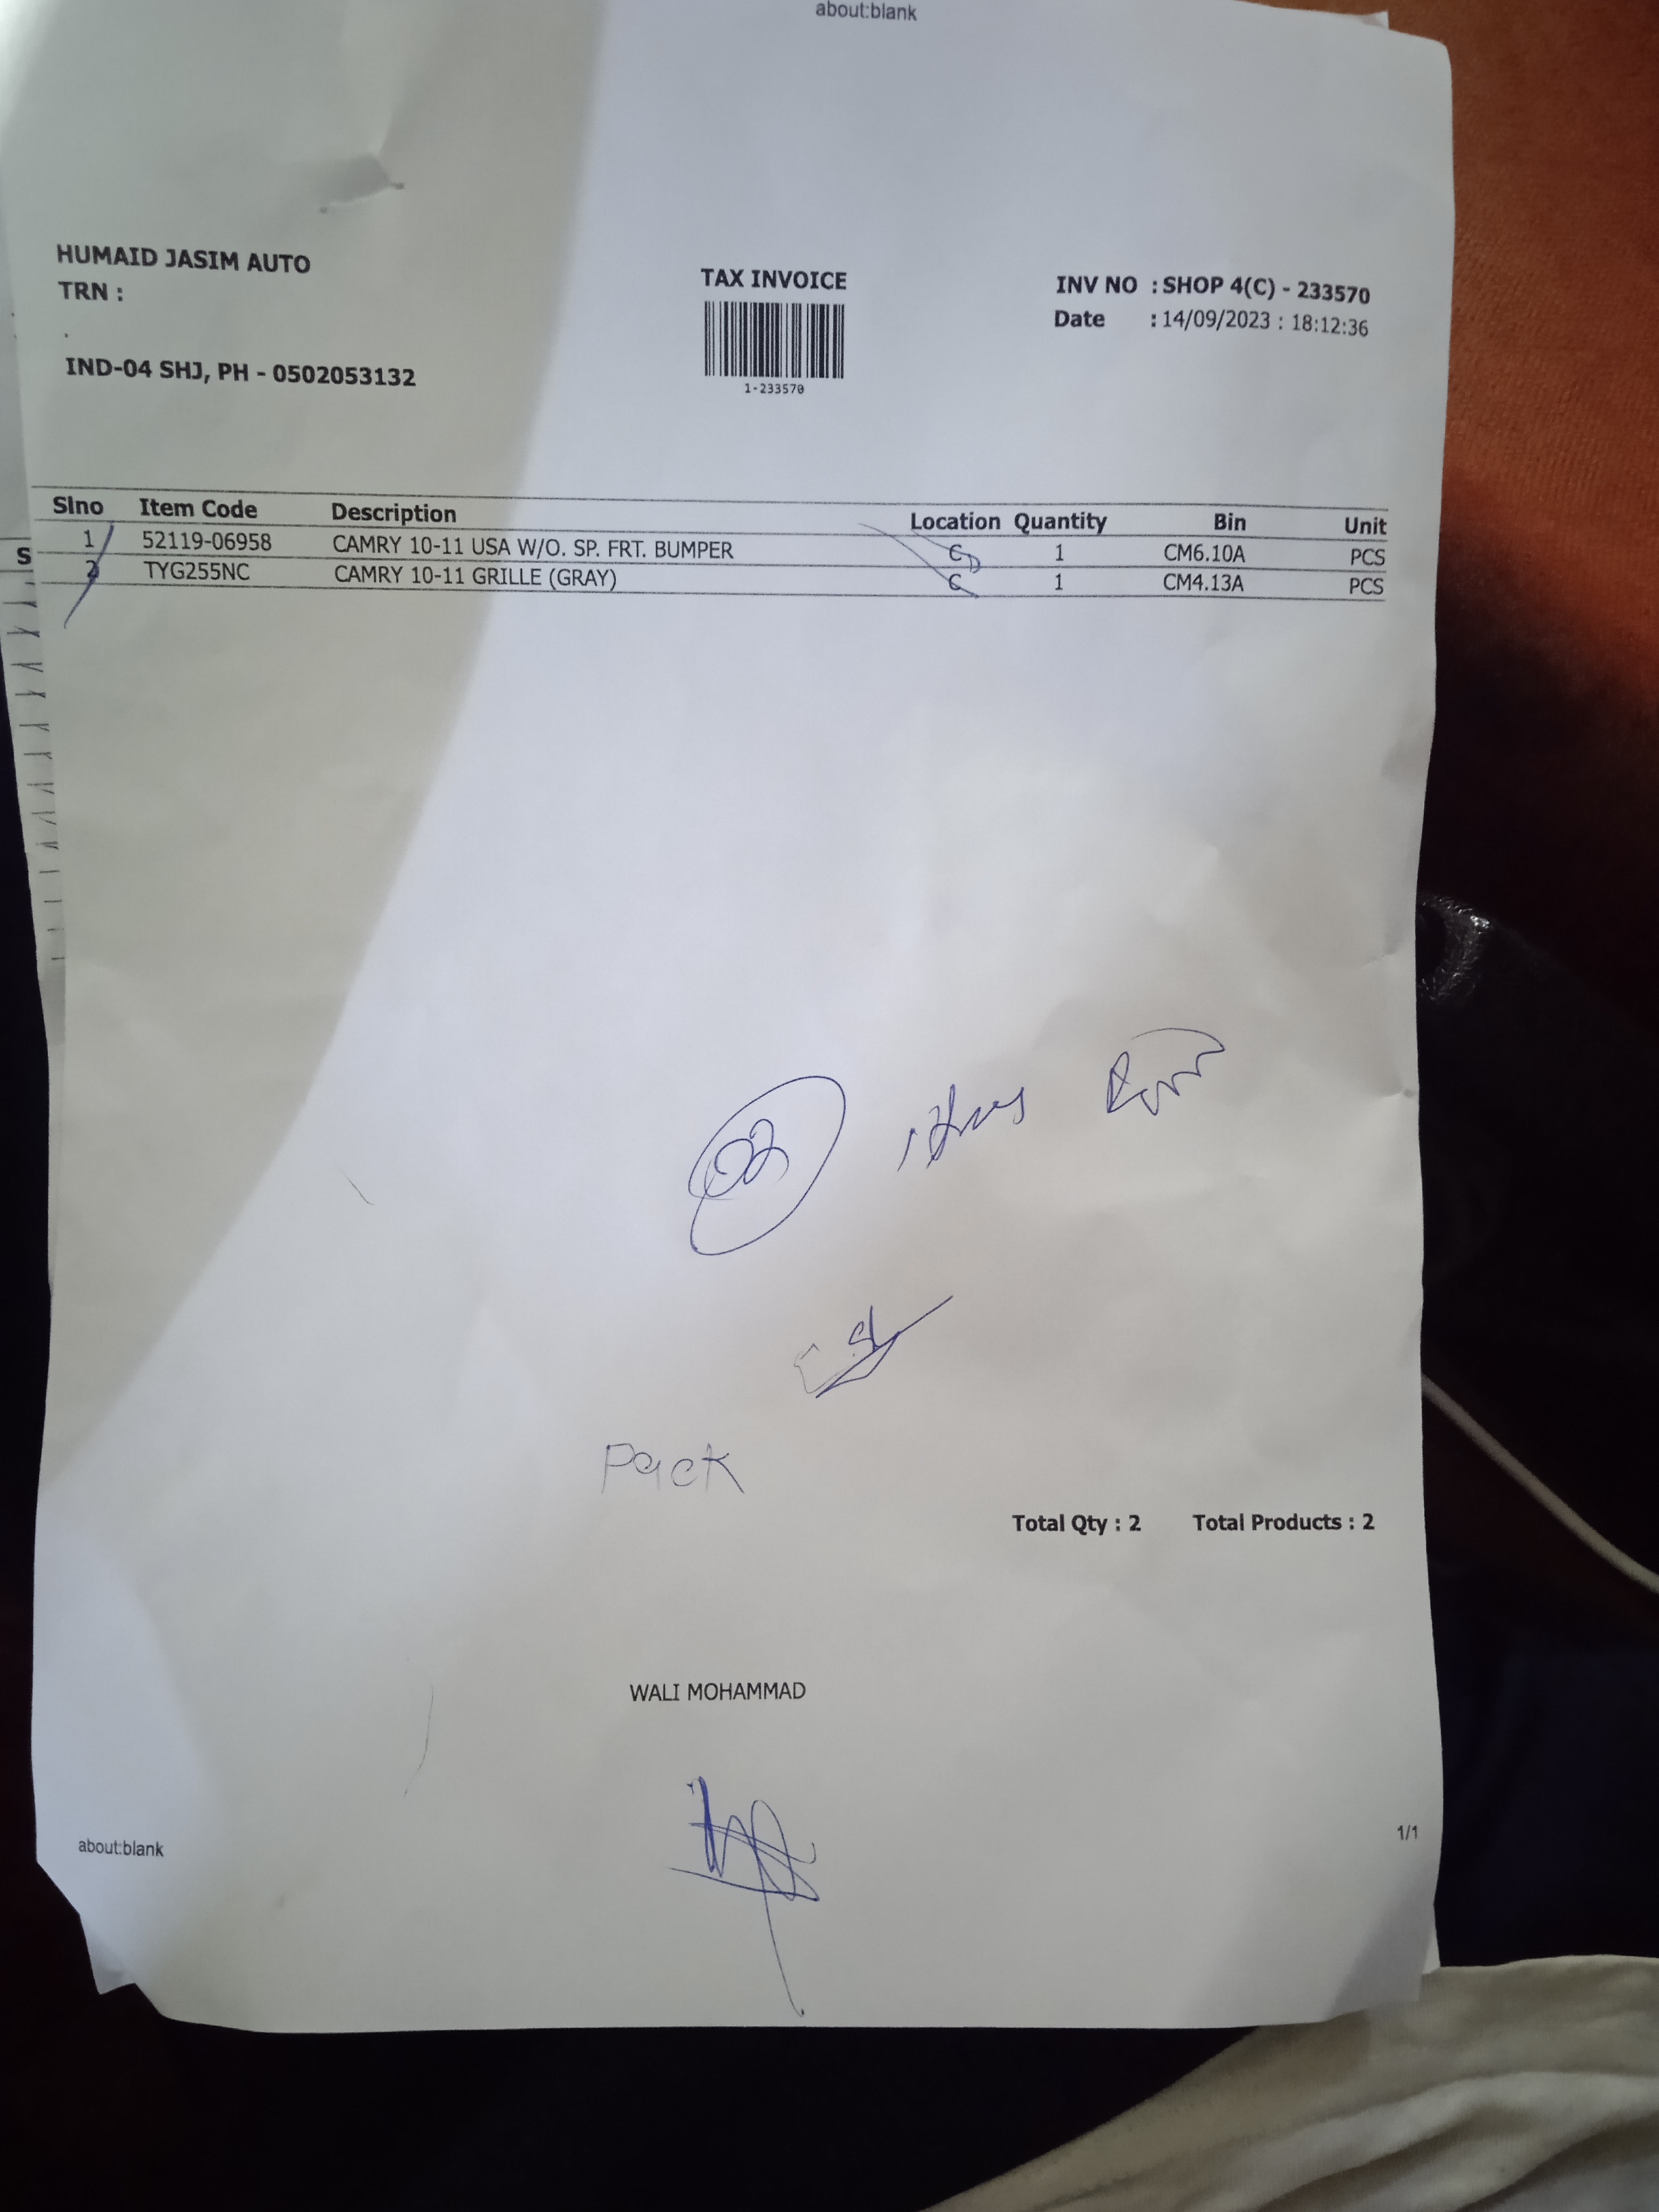 about:blank
HUMAID JASIM AUTO
TRN :
.
IND-04 SHJ, PH - 0502053132
TAX INVOICE
1-233570
INV NO : SHOP 4(C) - 233570
Date : 14/09/2023 : 18:12:36
Slno Item Code Description Location Quantity Bin Unit
1 52119-06958 CAMRY 10-11 USA W/O. SP. FRT. BUMPER C 1 CM6.10A PCS
2 TYG255NC CAMRY 10-11 GRILLE (GRAY) C 1 CM4.13A PCS
S
02
Pack
Total Qty : 2 Total Products : 2
WALI MOHAMMAD
about:blank
1/1